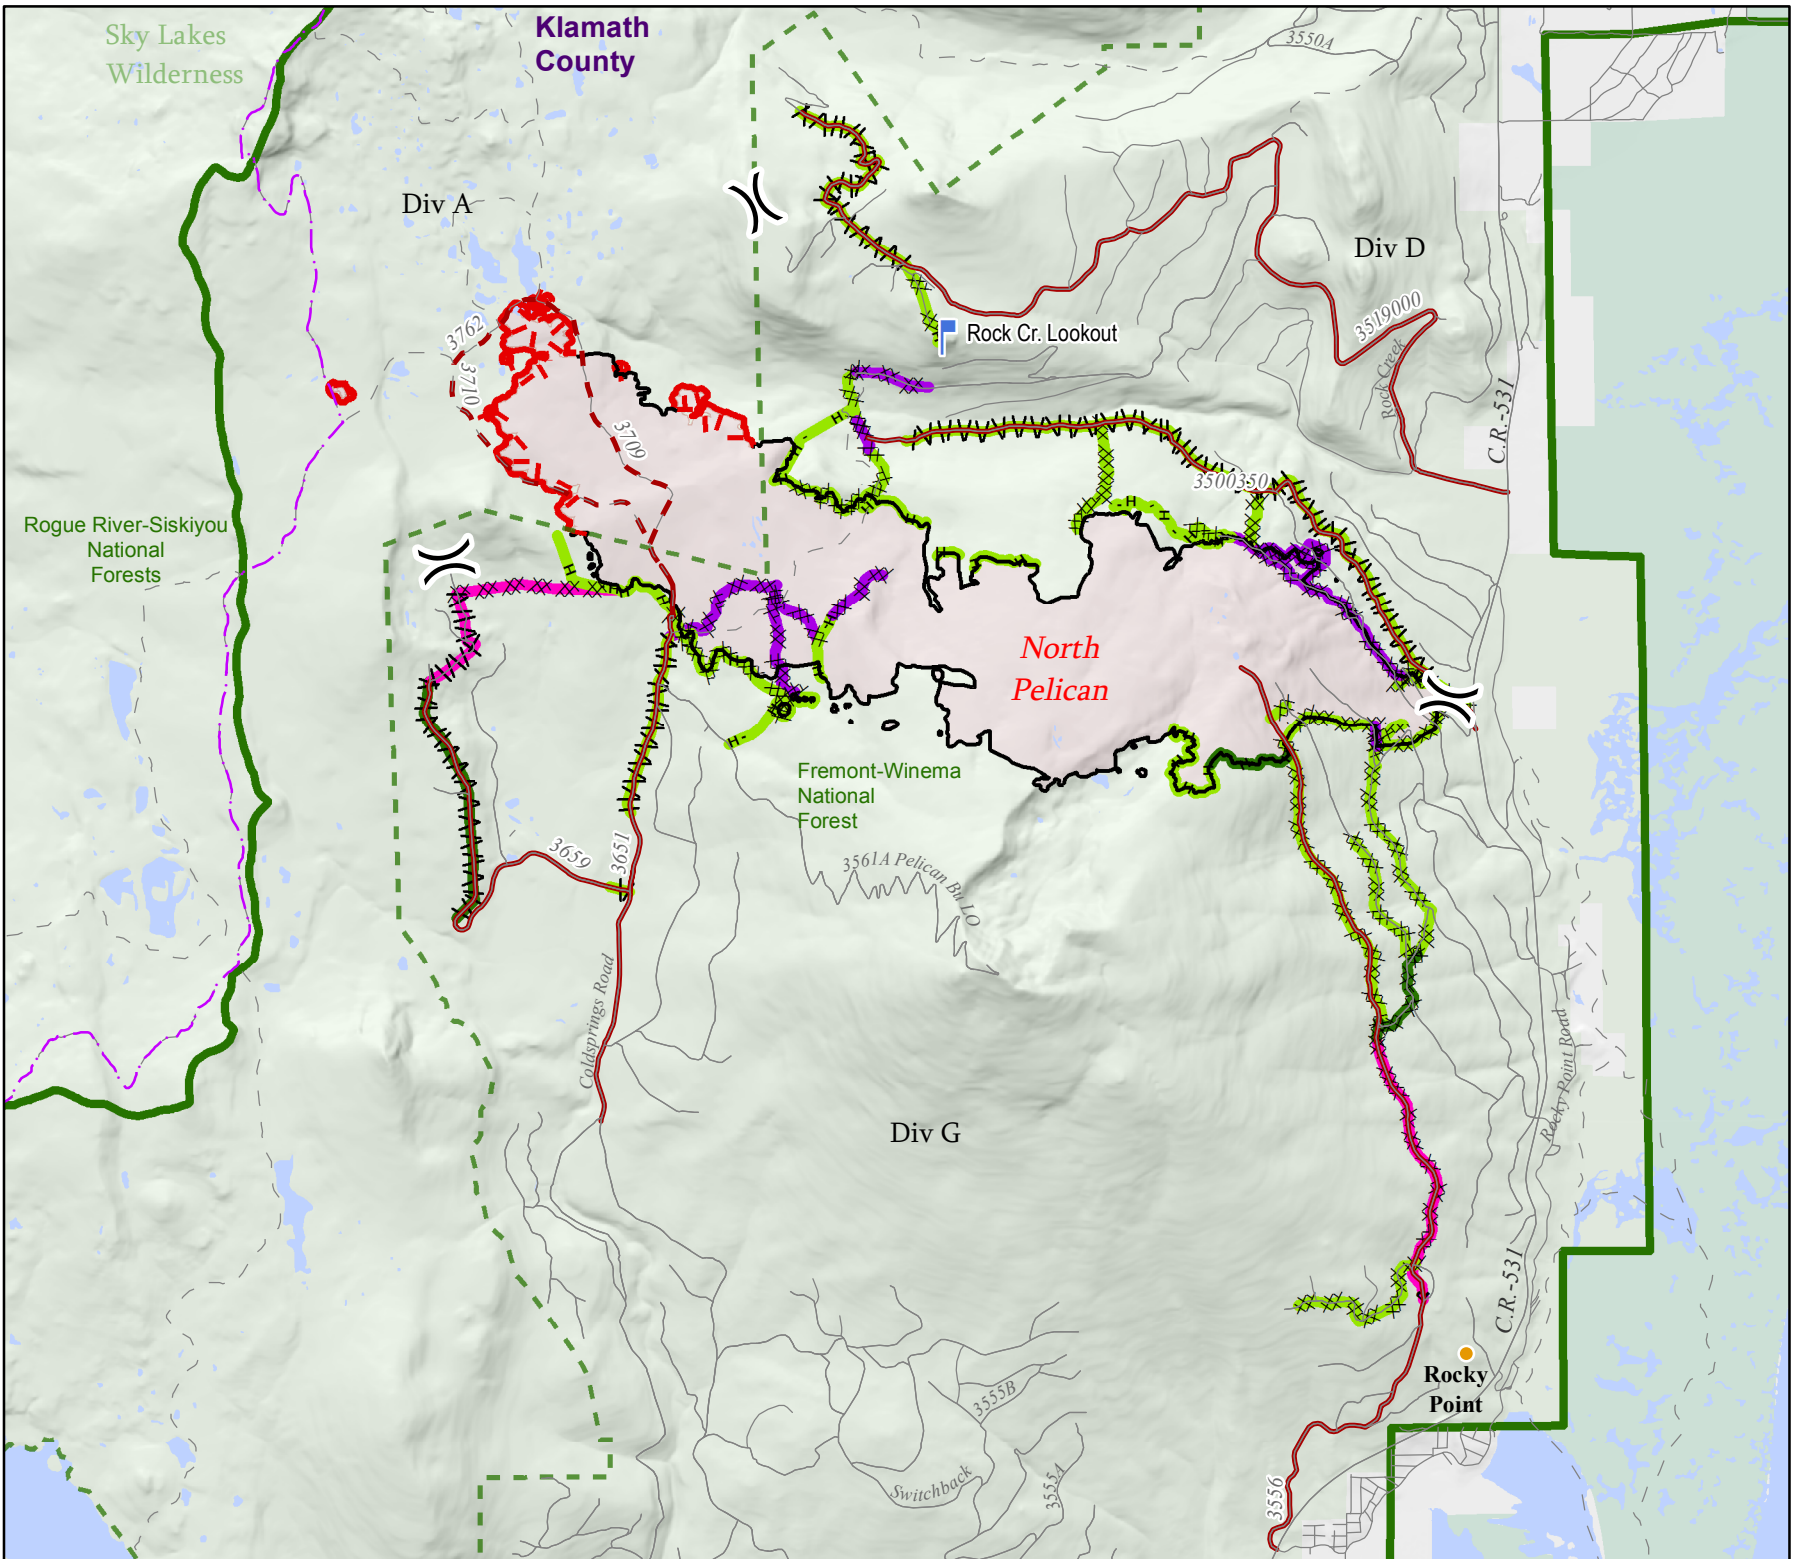 Sky Lakes
Wilderness
Klamath
County
3550A
Div A
Div D
3519000
Rock Cr. Lookout
3762
3710
Rock Creek
C.R.-531
3709
3500350
Rogue River-Siskiyou
National
Forests
North
Pelican
Fremont-Winema
National
Forest
3659
3651
3561A Pelican Bu LO
Coldsprings Road
Rocky Point Road
Div G
C.R.-531
Rocky
Point
3555B
Switchback
3555A
3556
H
H
H
H
H
H
H